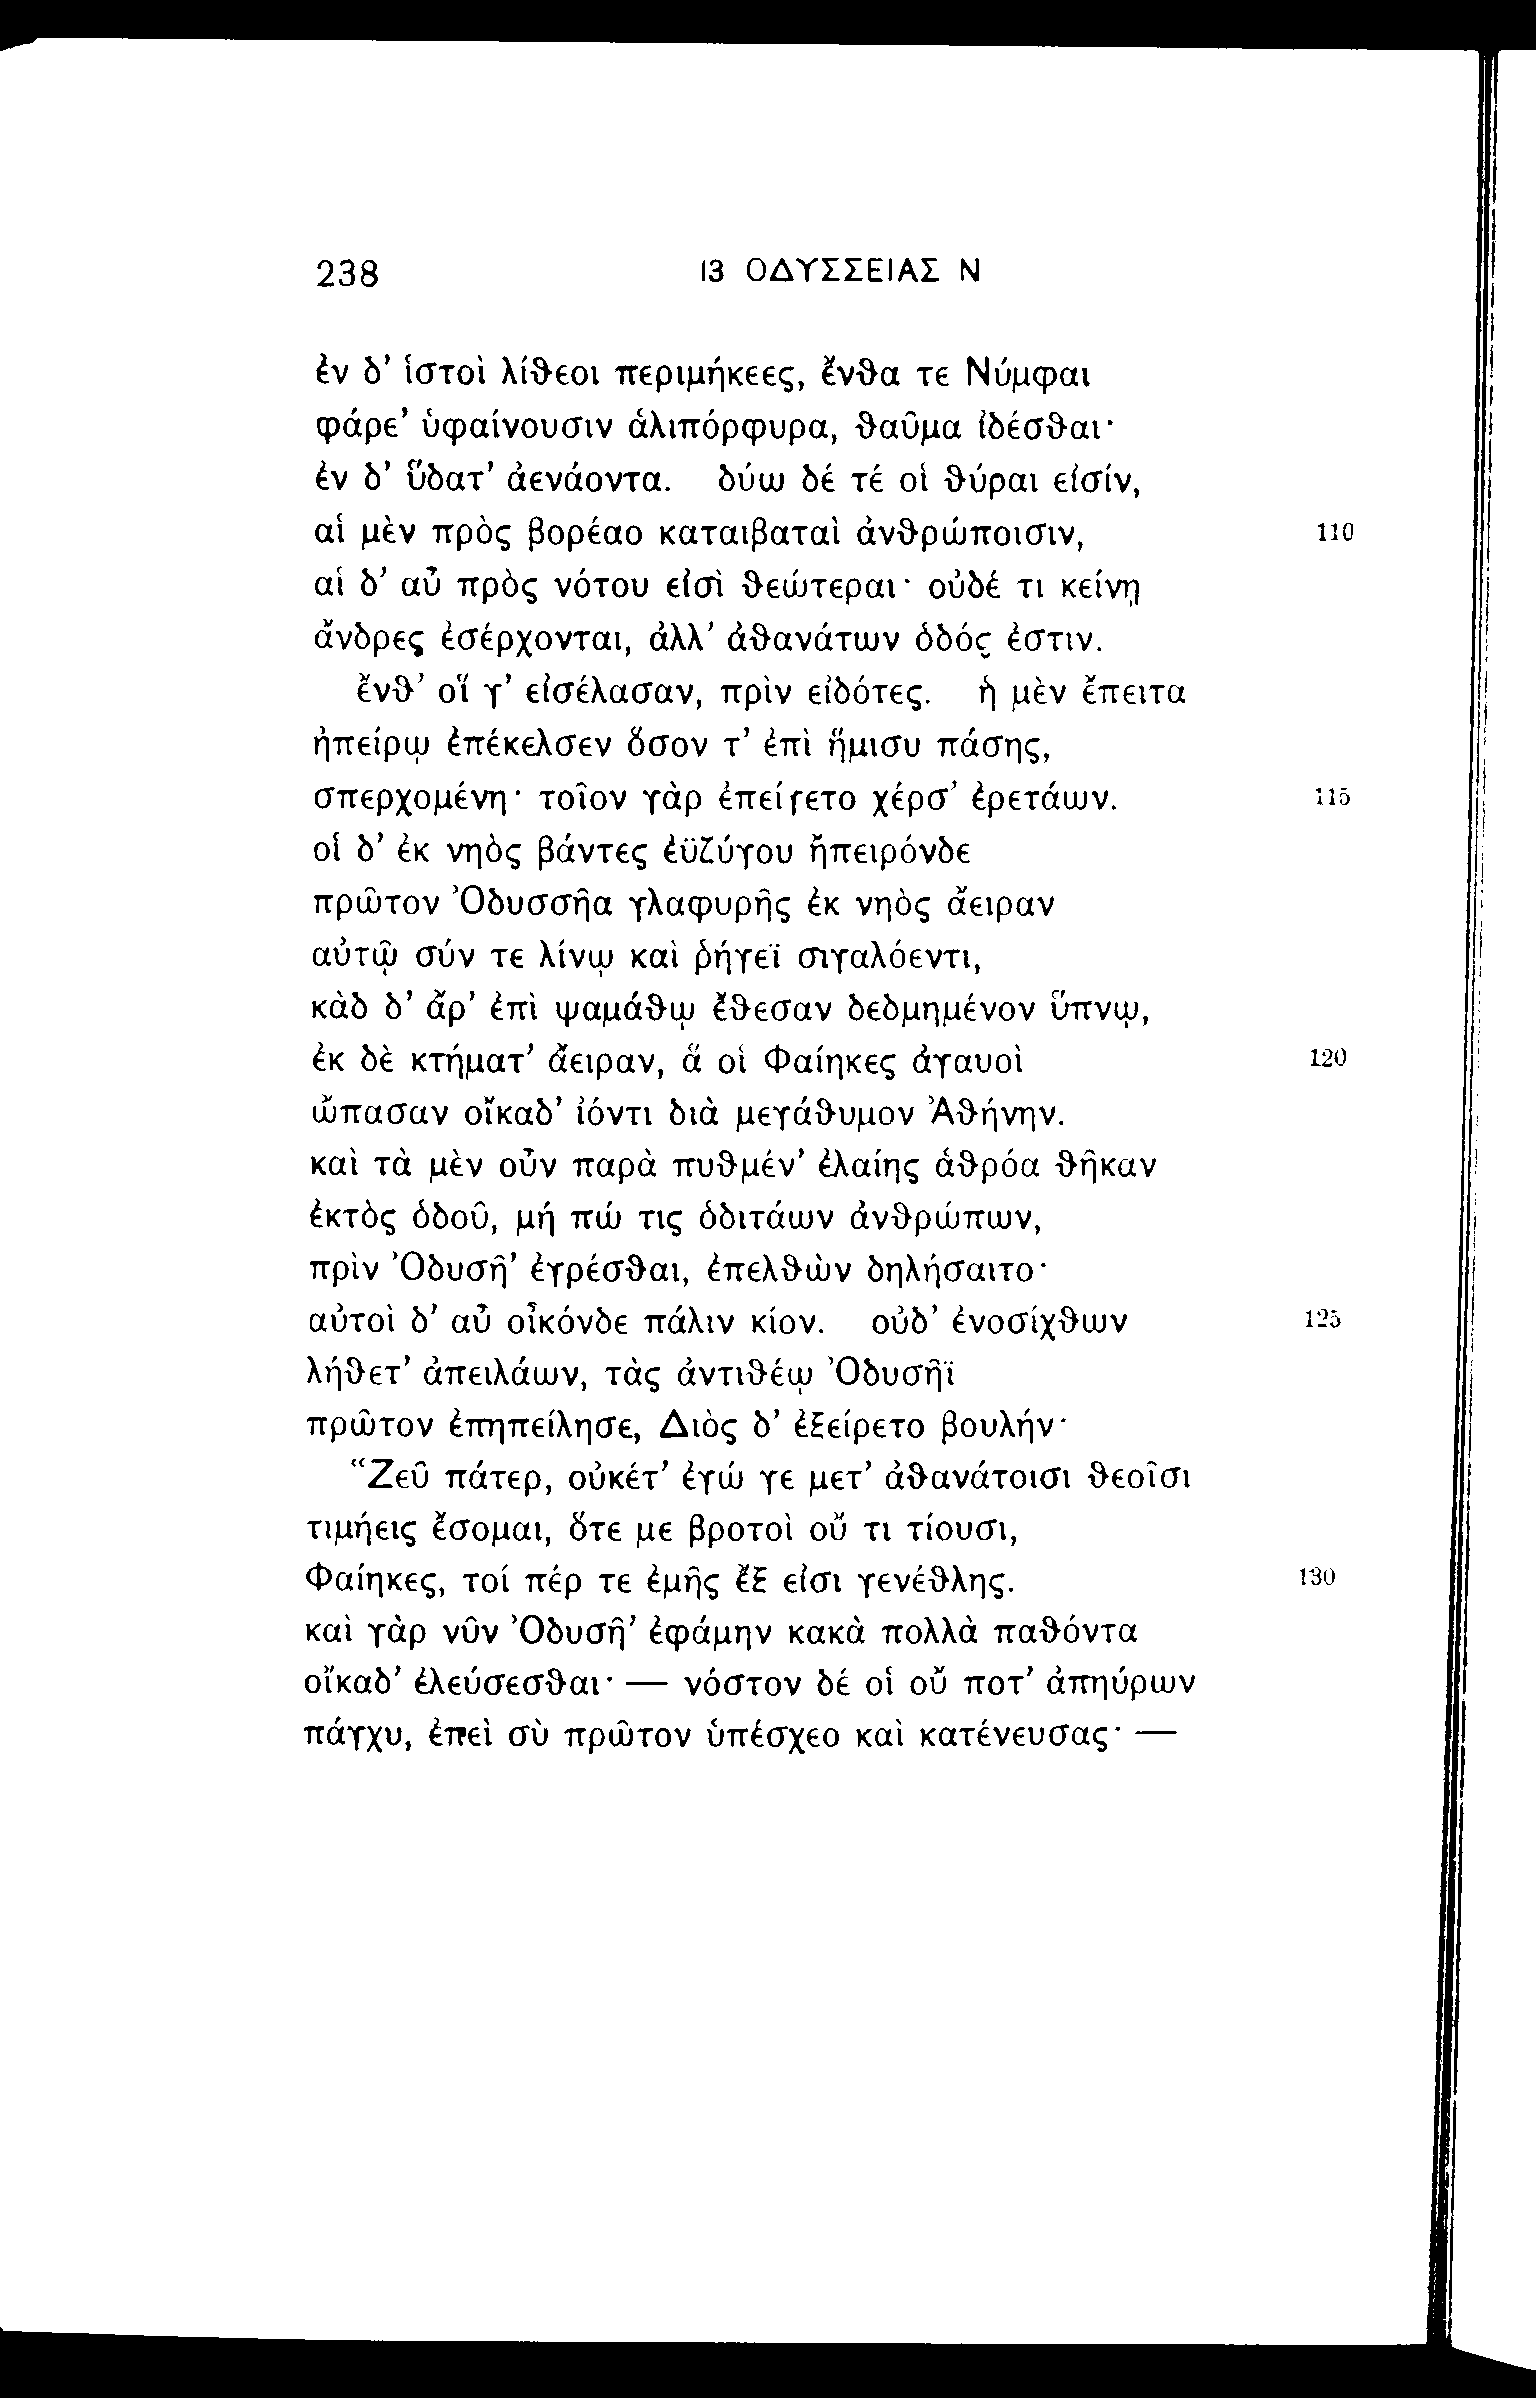 238 13 ΟΔΥΣΣΕΙΑΣ Ν
ἐν δ’ ἱστοὶ λίϑεοι περιμήκεες, ἔνϑα τε Νύμφαι
φάρε’ ὑφαίνουσιν ἁλιπόρφυρα, ϑαῦμα ἰδέσϑαι·
ἐν δ’ ὕδατ’ ἀενάοντα. δύω δέ τέ οἱ ϑύραι εἰσίν,
αἱ μὲν πρὸς βορέαο καταιβαταὶ ἀνϑρώποισιν, 110
αἱ δ’ αὖ πρὸς νότου εἰσὶ ϑεώτεραι· οὐδέ τι κείνῃ
ἄνδρες ἐσέρχονται, ἀλλ’ ἀϑανάτων ὁδός ἐστιν.
ἔνϑ’ οἵ γ’ εἰσέλασαν, πρὶν εἰδότες. ἡ μὲν ἔπειτα
ἠπείρῳ ἐπέκελσεν ὅσον τ’ ἐπὶ ἥμισυ πάσης,
σπερχομένη· τοῖον γὰρ ἐπείγετο χέρσ’ ἐρετάων. 115
οἱ δ’ ἐκ νηὸς βάντες ἐϋζύγου ἤπειρόνδε
πρῶτον Ὀδυσσῆα γλαφυρῆς ἐκ νηὸς ἄειραν
αὐτῷ σύν τε λίνῳ καὶ ῥήγεϊ σιγαλόεντι,
κὰδ δ’ ἄρ’ ἐπὶ ψαμάϑῳ ἔϑεσαν δεδμημένον ὕπνῳ,
ἐκ δὲ κτήματ’ ἄειραν, ἅ οἱ Φαίηκες ἀγαυοὶ 120
ὤπασαν οἴκαδ’ ἰόντι διὰ μεγάϑυμον Ἀϑήνην.
καὶ τὰ μὲν οὖν παρὰ πυϑμέν’ ἐλαίης ἀϑρόα ϑῆκαν
ἐκτὸς ὁδοῦ, μή πώ τις ὁδιτάων ἀνϑρώπων,
πρὶν Ὀδυσῆ’ ἐγρέσϑαι, ἐπελϑὼν δηλήσαιτο·
αὐτοὶ δ’ αὖ οἶκόνδε πάλιν κίον. οὐδ’ ἐνοσίχϑων 125
λήϑετ’ ἀπειλάων, τὰς ἀντιϑέῳ Ὀδυσῆϊ
πρῶτον ἐπηπείλησε, Διὸς δ’ ἐξείρετο βουλήν·
“Ζεῦ πάτερ, οὐκέτ’ ἐγώ γε μετ’ ἀϑανάτοισι ϑεοῖσι
τιμήεις ἔσομαι, ὅτε με βροτοὶ οὔ τι τίουσι,
Φαίηκες, τοί πέρ τε ἐμῆς ἔξ εἰσι γενέϑλης. 130
καὶ γὰρ νῦν Ὀδυσῆ’ ἐφάμην κακὰ πολλὰ παϑόντα
οἴκαδ’ ἐλεύσεσϑαι· — νόστον δέ οἱ οὔ ποτ’ ἀπηύρων
πάγχυ, ἐπεὶ σὺ πρῶτον ὑπέσχεο καὶ κατένευσας· —